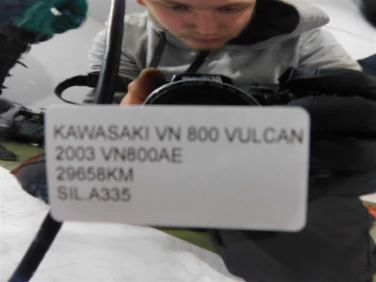 KAWASAKI VN 800 VULCAN
2003 VN800AE
29658KM
SIL.A335